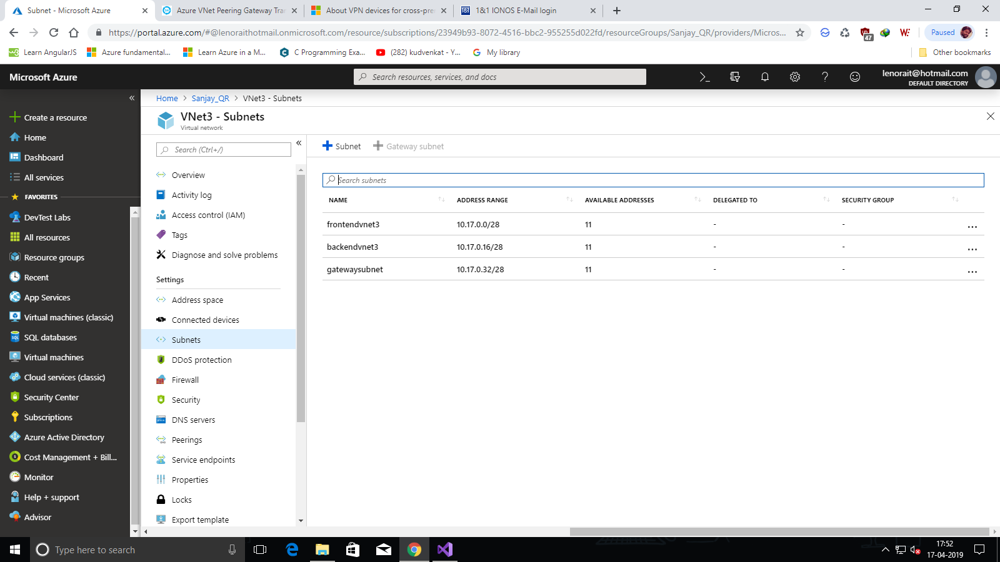 Subnet - Microsoft Azure
Azure VNet Peering Gateway Tran
About VPN devices for cross-prem
1&1 IONOS E-Mail login
https://portal.azure.com/#@lenoraithotmail.onmicrosoft.com/resource/subscriptions/23949b93-8072-4516-bbc2-955255d022fd/resourceGroups/Sanjay_QR/providers/Micros...
47
Paused
Learn AngularJS
Azure fundamental...
Learn Azure in a M...
C Programming Exa...
(282) kudvenkat - Y...
My library
Other bookmarks
Microsoft Azure
Search resources, services, and docs
lenorait@hotmail.com
DEFAULT DIRECTORY
Create a resource
Home
Dashboard
All services
FAVORITES
DevTest Labs
All resources
Resource groups
Recent
App Services
Virtual machines (classic)
SQL databases
Virtual machines
Cloud services (classic)
Security Center
Subscriptions
Azure Active Directory
Cost Management + Bill...
Monitor
Help + support
Advisor
Home > Sanjay_QR > VNet3 - Subnets
VNet3 - Subnets
Virtual network
Search (Ctrl+/)
Overview
Activity log
Access control (IAM)
Tags
Diagnose and solve problems
Settings
Address space
Connected devices
Subnets
DDoS protection
Firewall
Security
DNS servers
Peerings
Service endpoints
Properties
Locks
Export template
Subnet
Gateway subnet
Search subnets
NAME ADDRESS RANGE AVAILABLE ADDRESSES DELEGATED TO SECURITY GROUP
frontendvnet3 10.17.0.0/28 11 - - ...
backendvnet3 10.17.0.16/28 11 - - ...
gatewaysubnet 10.17.0.32/28 11 - - ...
Type here to search
17:52
17-04-2019